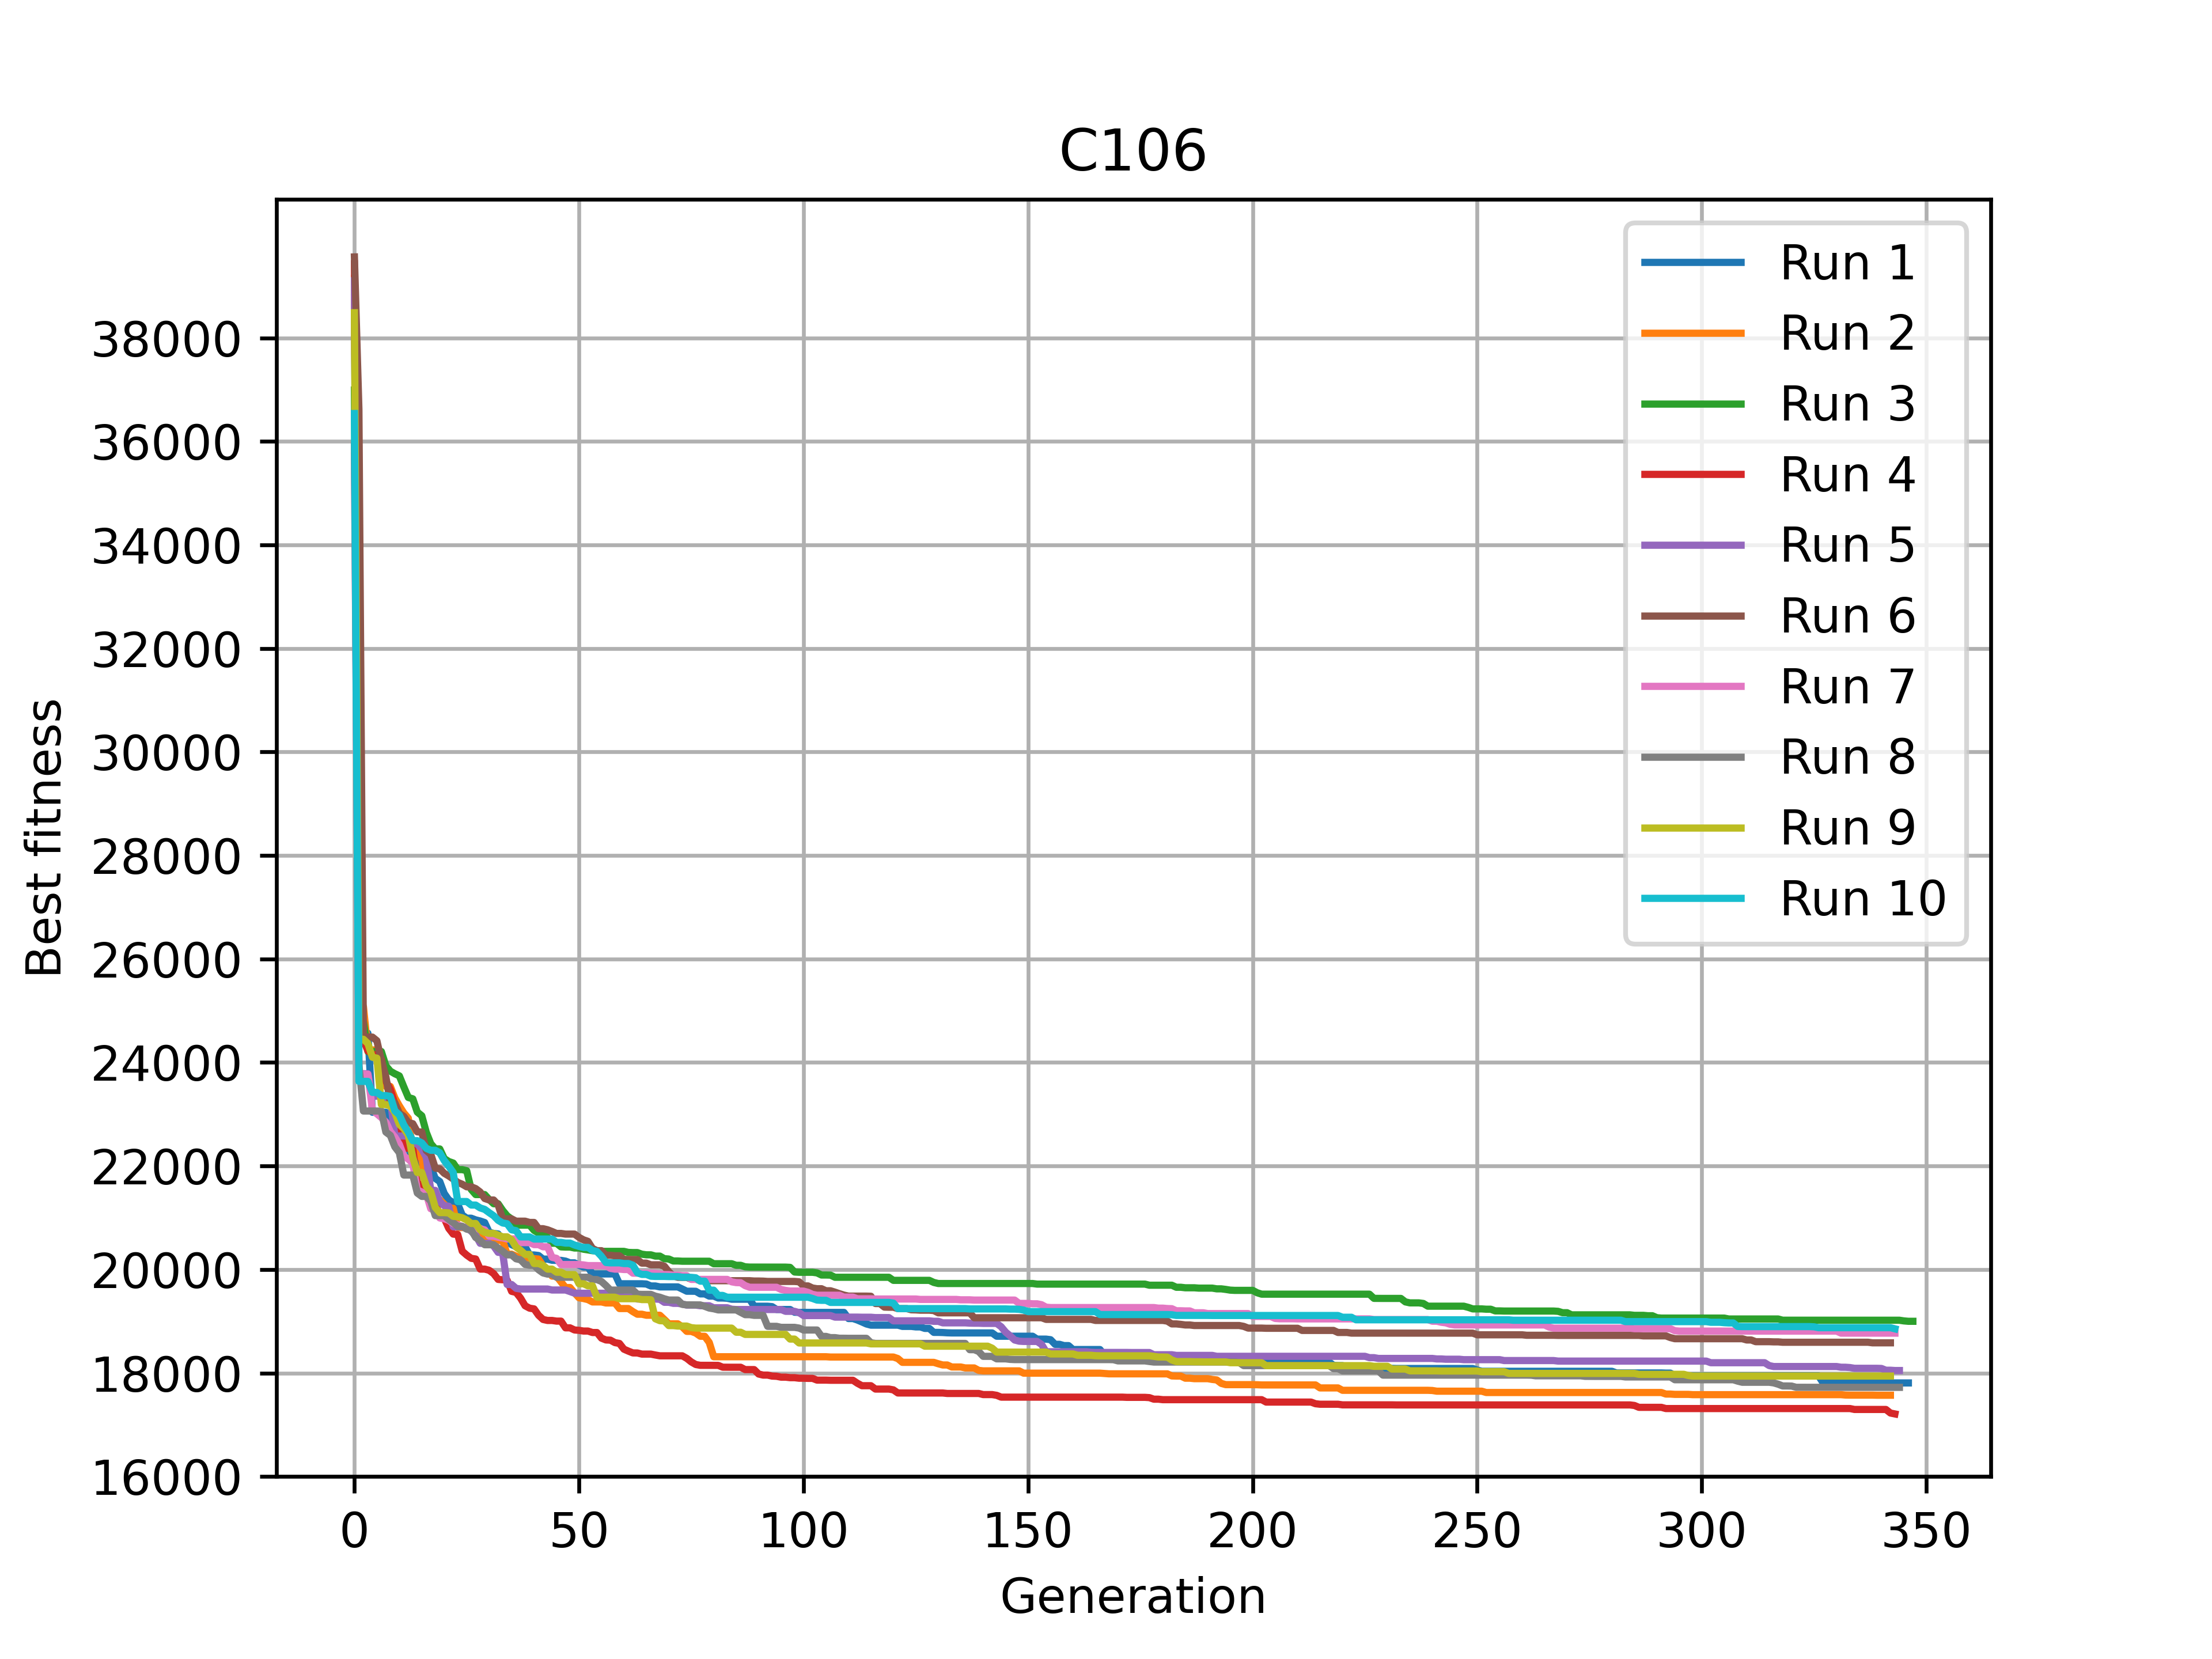 C106
Best fitness
38000
36000
34000
32000
30000
28000
26000
24000
22000
20000
18000
16000
0 50 100 150 200 250 300 350
Generation
Run 1
Run 2
Run 3
Run 4
Run 5
Run 6
Run 7
Run 8
Run 9
Run 10